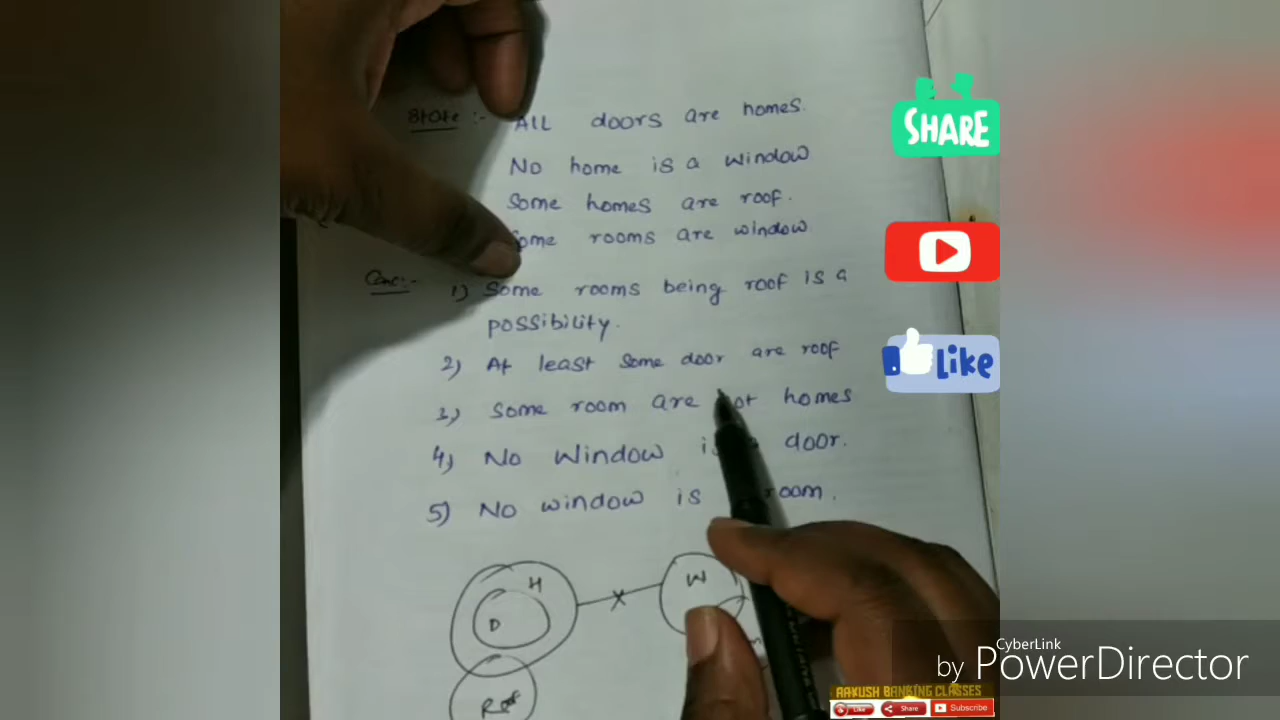 State :- ALL doors are homes.
No home is a window
Some homes are roof.
Some rooms are window
Conc:- 1) Some rooms being roof is a
possibility.
2) At least some door are roof
3) Some room are not homes
4) No Window is door.
5) No window is room.
H
D
W
Roof
SHARE
Like
CyberLink
by PowerDirector
AAKUSH BANKING CLASSES
Like Share Subscribe